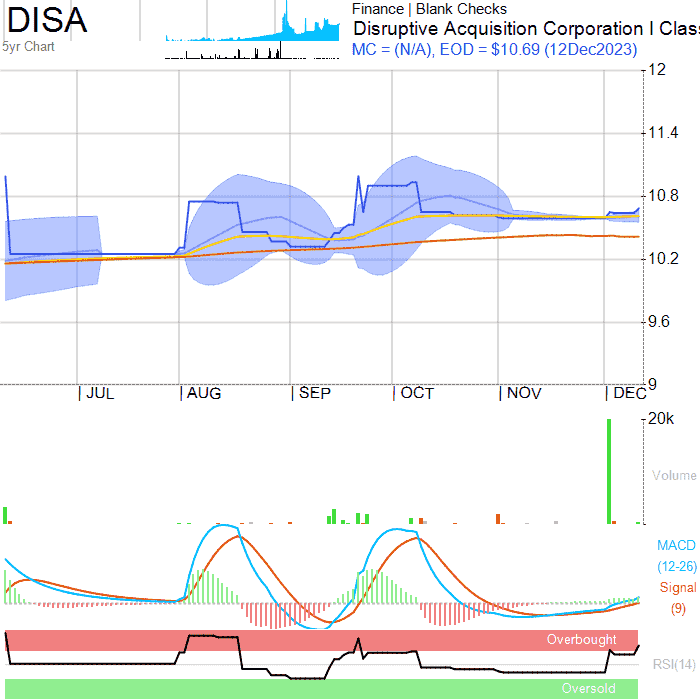 DISA
5yr Chart
Finance | Blank Checks
Disruptive Acquisition Corporation I Clas
MC = (N/A), EOD = $10.69 (12Dec2023)
12
11.4
10.8
10.2
9.6
9
| JUL
| AUG
| SEP
| OCT
| NOV
| DEC
20k
Volume
MACD
(12-26)
Signal
(9)
Overbought
RSI(14)
Oversold